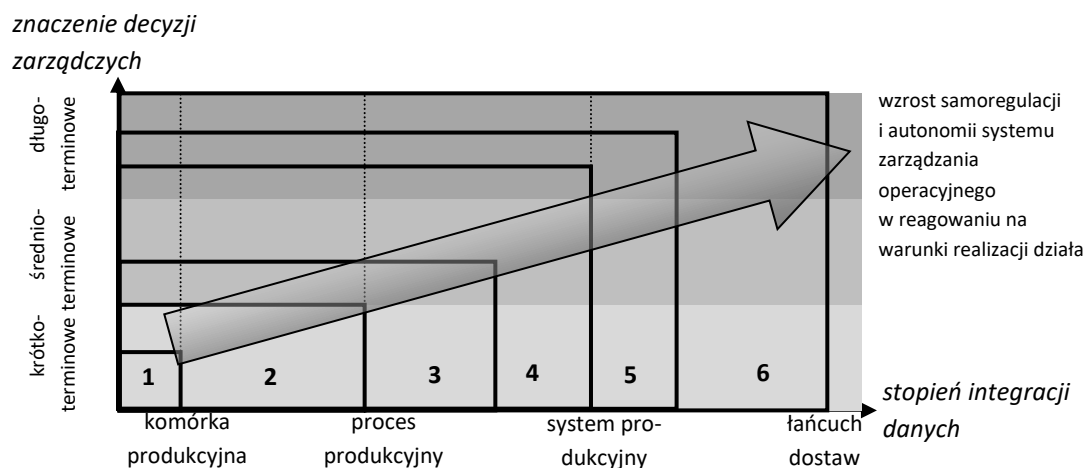 znaczenie decyzji
zarządczych
długo-
terminowe
średnio-
terminowe
krótko-
terminowe
wzrost samoregulacji
i autonomii systemu
zarządzania
operacyjnego
w reagowaniu na
warunki realizacji działa
1 2 3 4 5 6
komórka
produkcyjna
proces
produkcyjny
system pro-
dukcyjny
łańcuch
dostaw
stopień integracji
danych